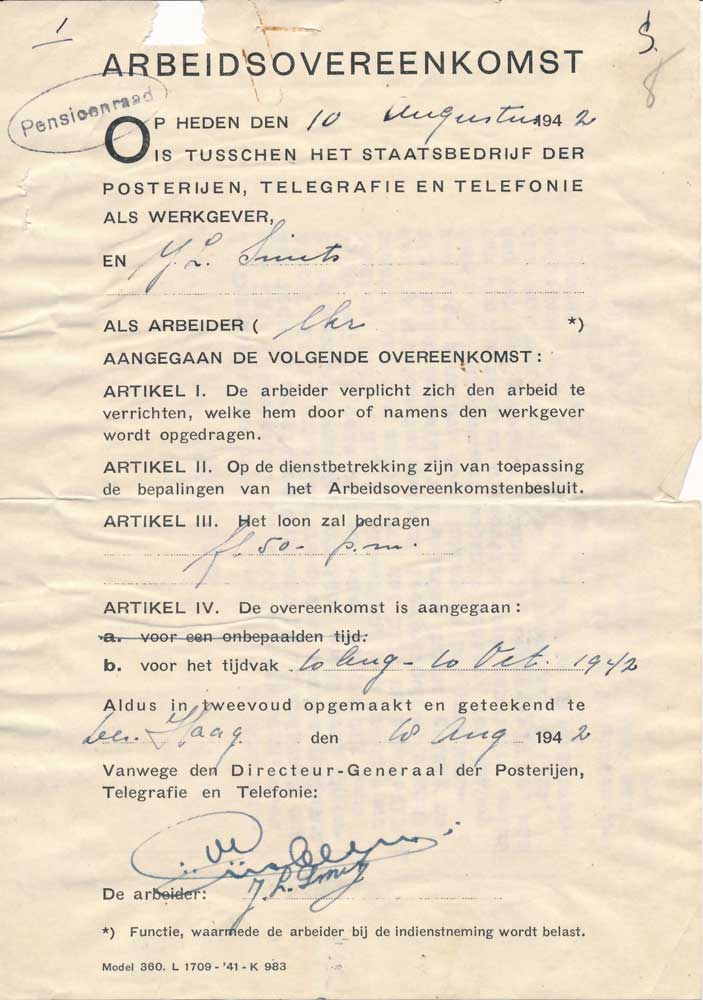 1
S.
8
ARBEIDSOVEREENKOMST
Pensioenraad
OP HEDEN DEN 10 Augustus 1942
IS TUSSCHEN HET STAATSBEDRIJF DER
POSTERIJEN, TELEGRAFIE EN TELEFONIE
ALS WERKGEVER,
EN J. L. Smits
ALS ARBEIDER ( *)
AANGEGAAN DE VOLGENDE OVEREENKOMST:
ARTIKEL I. De arbeider verplicht zich den arbeid te
verrichten, welke hem door of namens den werkgever
wordt opgedragen.
ARTIKEL II. Op de dienstbetrekking zijn van toepassing
de bepalingen van het Arbeidsovereenkomstenbesluit.
ARTIKEL III. Het loon zal bedragen
fl. 50- p.m.
ARTIKEL IV. De overeenkomst is aangegaan:
a. voor een onbepaalden tijd.
b. voor het tijdvak 10 Aug - 10 Oct. 1942
Aldus in tweevoud opgemaakt en geteekend te
den Haag den 10 Aug 1942
Vanwege den Directeur-Generaal der Posterijen,
Telegrafie en Telefonie:
De arbeider: J. L. Smits
*) Functie, waarmede de arbeider bij de indienstneming wordt belast.
Model 360. L 1709 - '41 - K 983